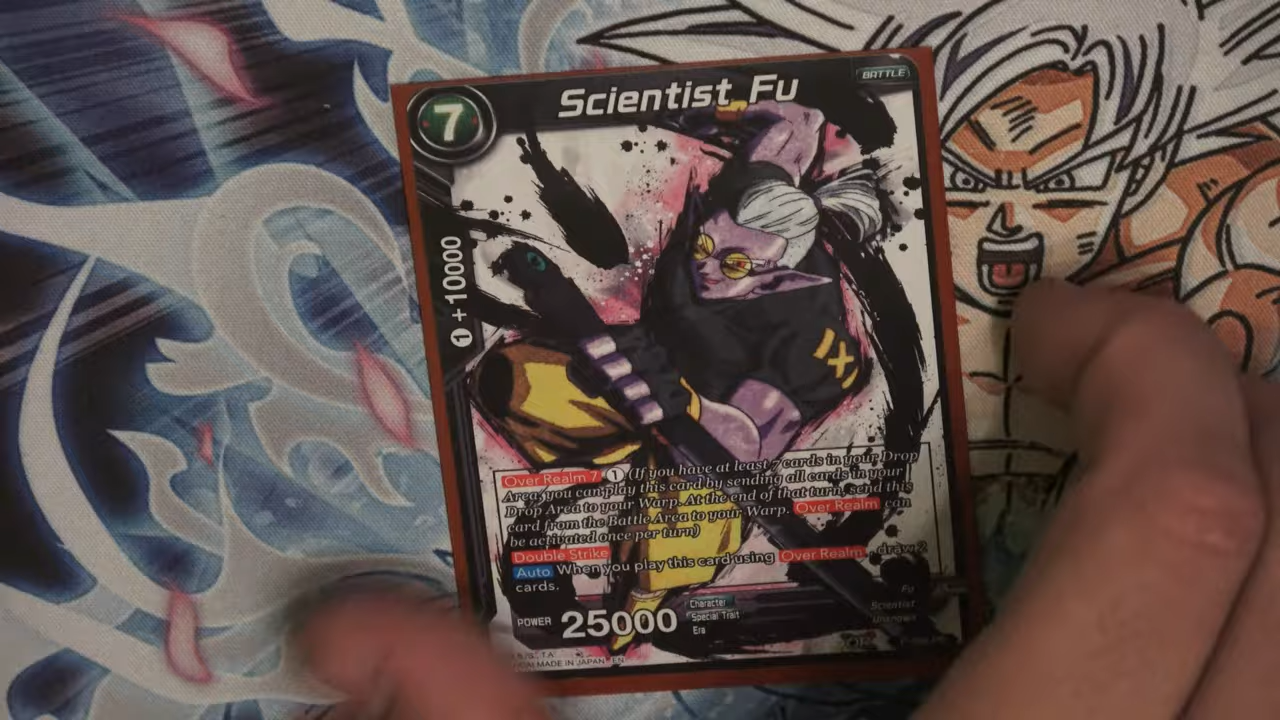 BATTLE
7
Scientist Fu
1 +10000
Over Realm 7 1 (If you have at least 7 cards in your Drop
Area, you can play this card by sending all cards in your
Drop Area to your Warp. At the end of that turn, send this
card from the Battle Area to your Warp. Over Realm can
be activated once per turn)
Double Strike
Auto When you play this card using Over Realm, draw 2
cards.
POWER 25000
Character Fu
Special Trait Scientist
Era Unknown
MADE IN JAPAN EN
IX